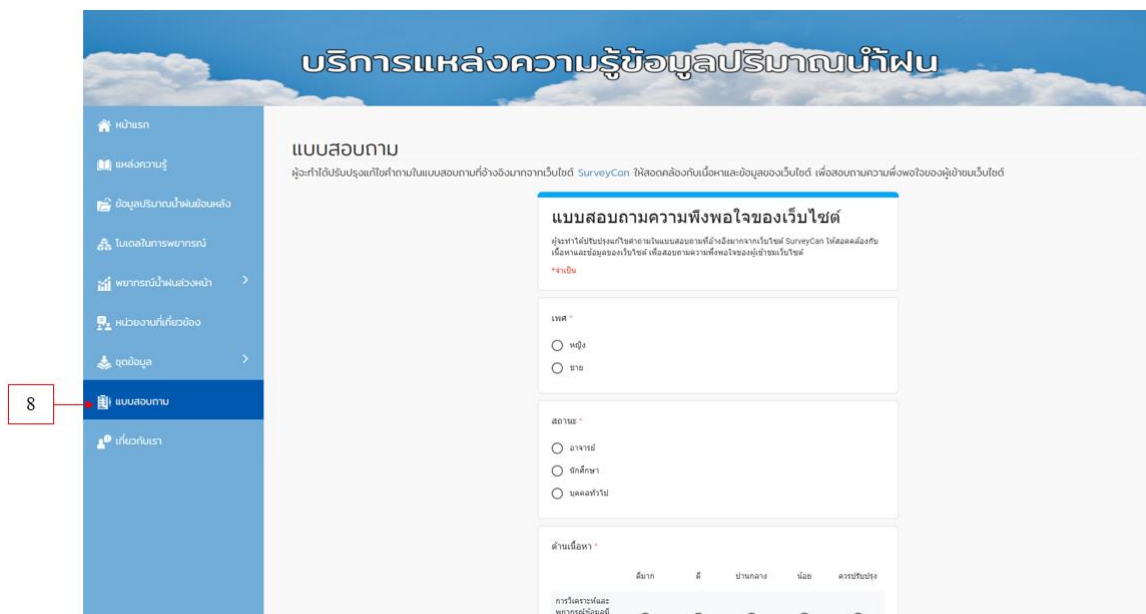 บริการแหล่งความรู้ข้อมูลปริมาณน้ำฝน
หน้าแรก
แหล่งความรู้
ข้อมูลปริมาณน้ำฝนย้อนหลัง
โมเดลในการพยากรณ์
พยากรณ์น้ำฝนล่วงหน้า
หน่วยงานที่เกี่ยวข้อง
ชุดข้อมูล
8
แบบสอบถาม
เกี่ยวกับเรา
แบบสอบถาม
ผู้จะทำได้ปรับปรุงแก้ไขคำถามในแบบสอบถามที่อ้างอิงมากจากเว็บไซต์ SurveyCan ให้สอดคล้องกับเนื้อหาและข้อมูลของเว็บไซต์ เพื่อสอบถามความพึ่งพอใจของผู้เข้าชมเว็บไซต์
แบบสอบถามความพึงพอใจของเว็บไซต์
ผู้จะทำได้ปรับปรุงแก้ไขคำถามในแบบสอบถามที่อ้างอิงมากจากเว็บไซต์ SurveyCan ให้สอดคล้องกับ
เนื้อหาและข้อมูลของเว็บไซต์ เพื่อสอบถามความพึ่งพอใจของผู้เข้าชมเว็บไซต์
*จำเป็น
เพศ *
หญิง
ชาย
สถานะ *
อาจารย์
นักศึกษา
บุคคลทั่วไป
ด้านเนื้อหา *
ดีมาก ดี ปานกลาง น้อย ควรปรับปรุง
การวิเคราะห์และ
พยากรณ์ข้อมูลมี